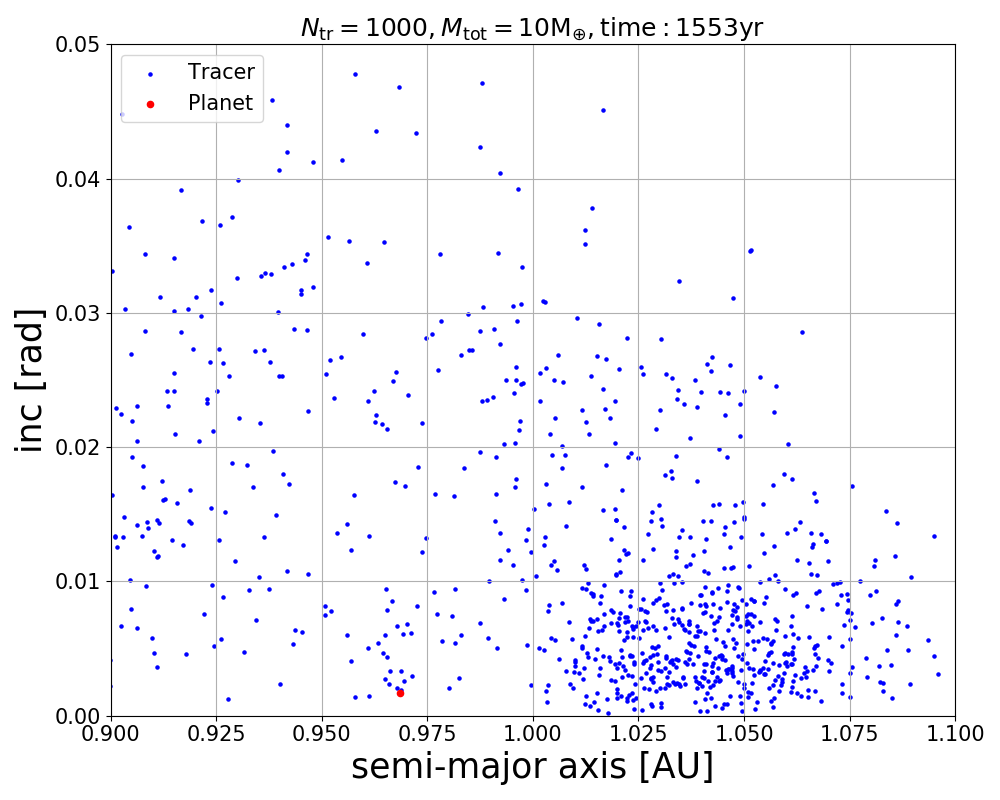 N_tr = 1000, M_tot = 10M_⊕, time : 1553yr
Tracer
Planet
0.05
0.04
0.03
0.02
0.01
0.00
inc [rad]
0.900 0.925 0.950 0.975 1.000 1.025 1.050 1.075 1.100
semi-major axis [AU]